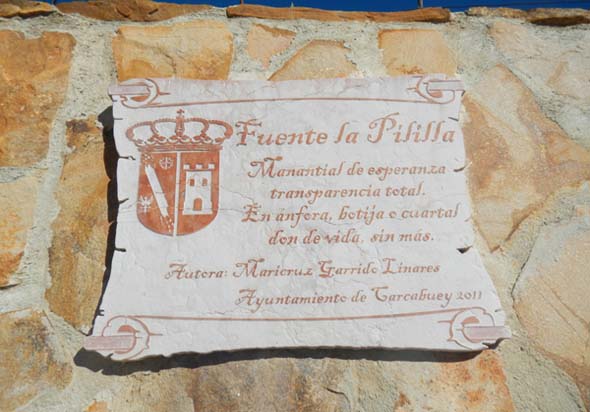 Fuente la Pililla
Manantial de esperanza
transparencia total.
En ánfora, botija o cuartal
don de vida, sin más.
Autora: Maricruz Garrido Linares
Ayuntamiento de Carcabuey 2011